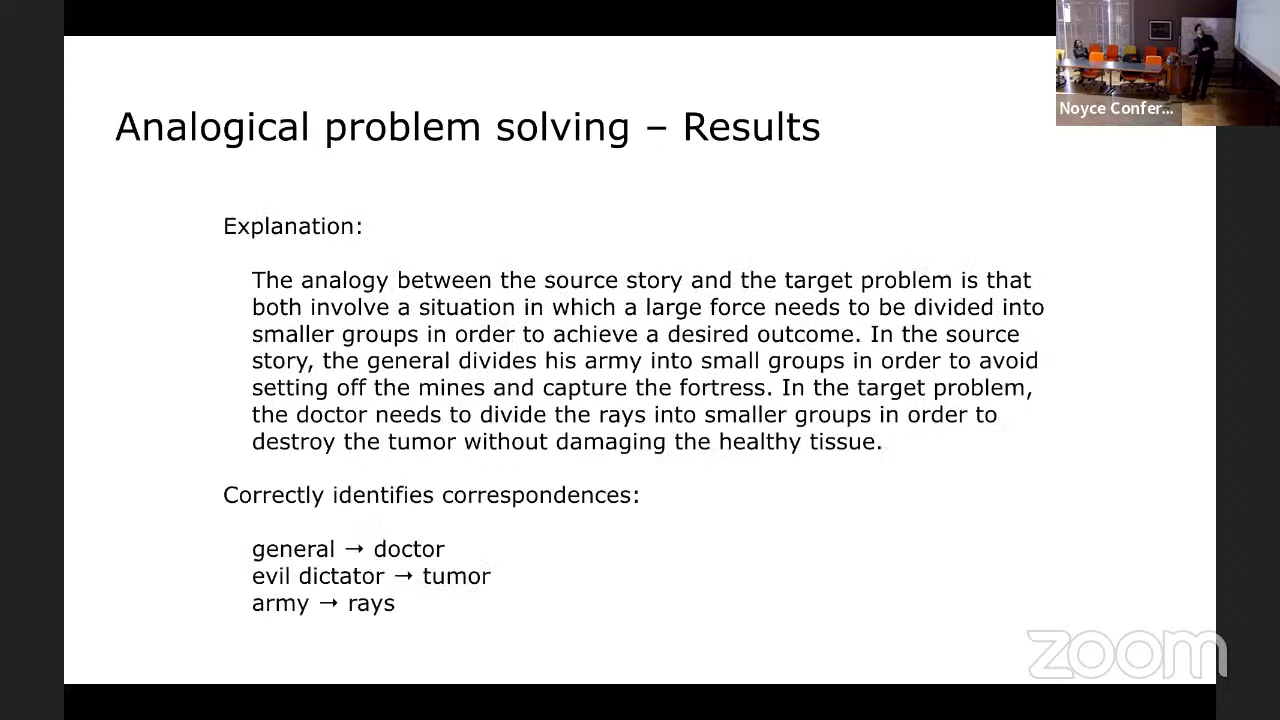 Analogical problem solving – Results
Noyce Confer...
Explanation:
The analogy between the source story and the target problem is that
both involve a situation in which a large force needs to be divided into
smaller groups in order to achieve a desired outcome. In the source
story, the general divides his army into small groups in order to avoid
setting off the mines and capture the fortress. In the target problem,
the doctor needs to divide the rays into smaller groups in order to
destroy the tumor without damaging the healthy tissue.
Correctly identifies correspondences:
general → doctor
evil dictator → tumor
army → rays
zoom